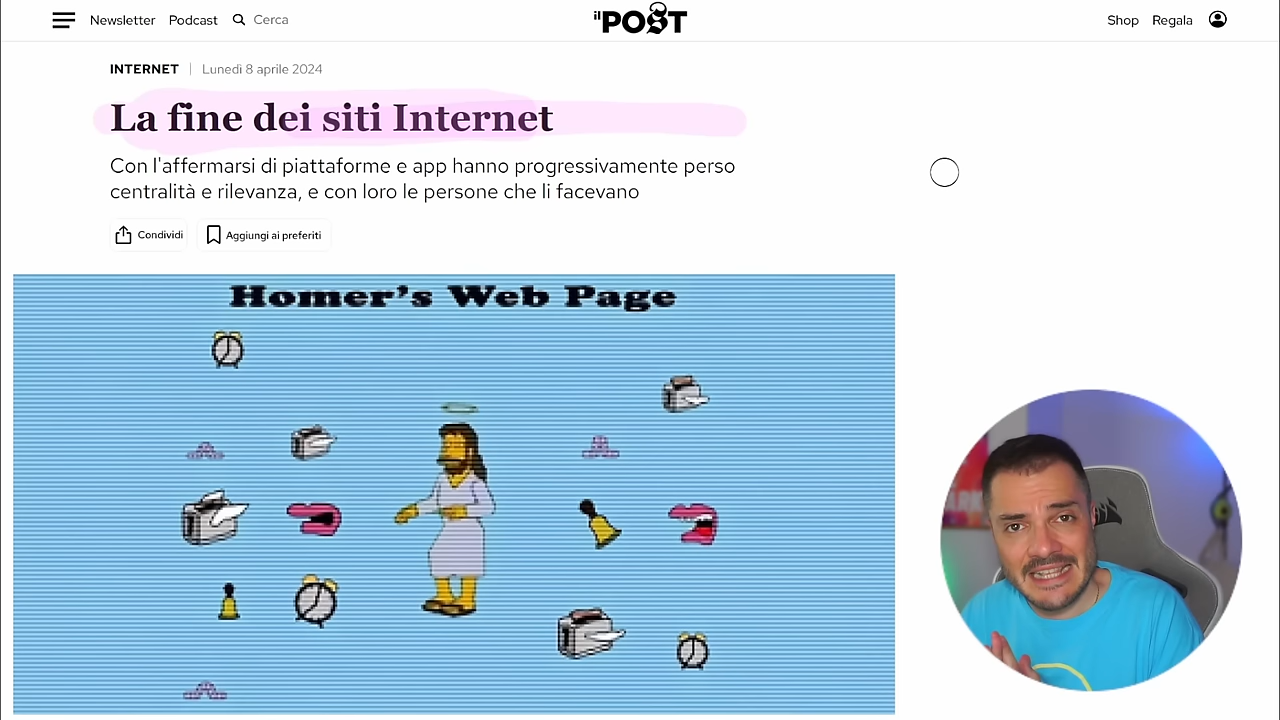 Newsletter Podcast Cerca
il POST
Shop Regala
INTERNET Lunedì 8 aprile 2024
La fine dei siti Internet
Con l'affermarsi di piattaforme e app hanno progressivamente perso
centralità e rilevanza, e con loro le persone che li facevano
Condividi Aggiungi ai preferiti
Homer's Web Page